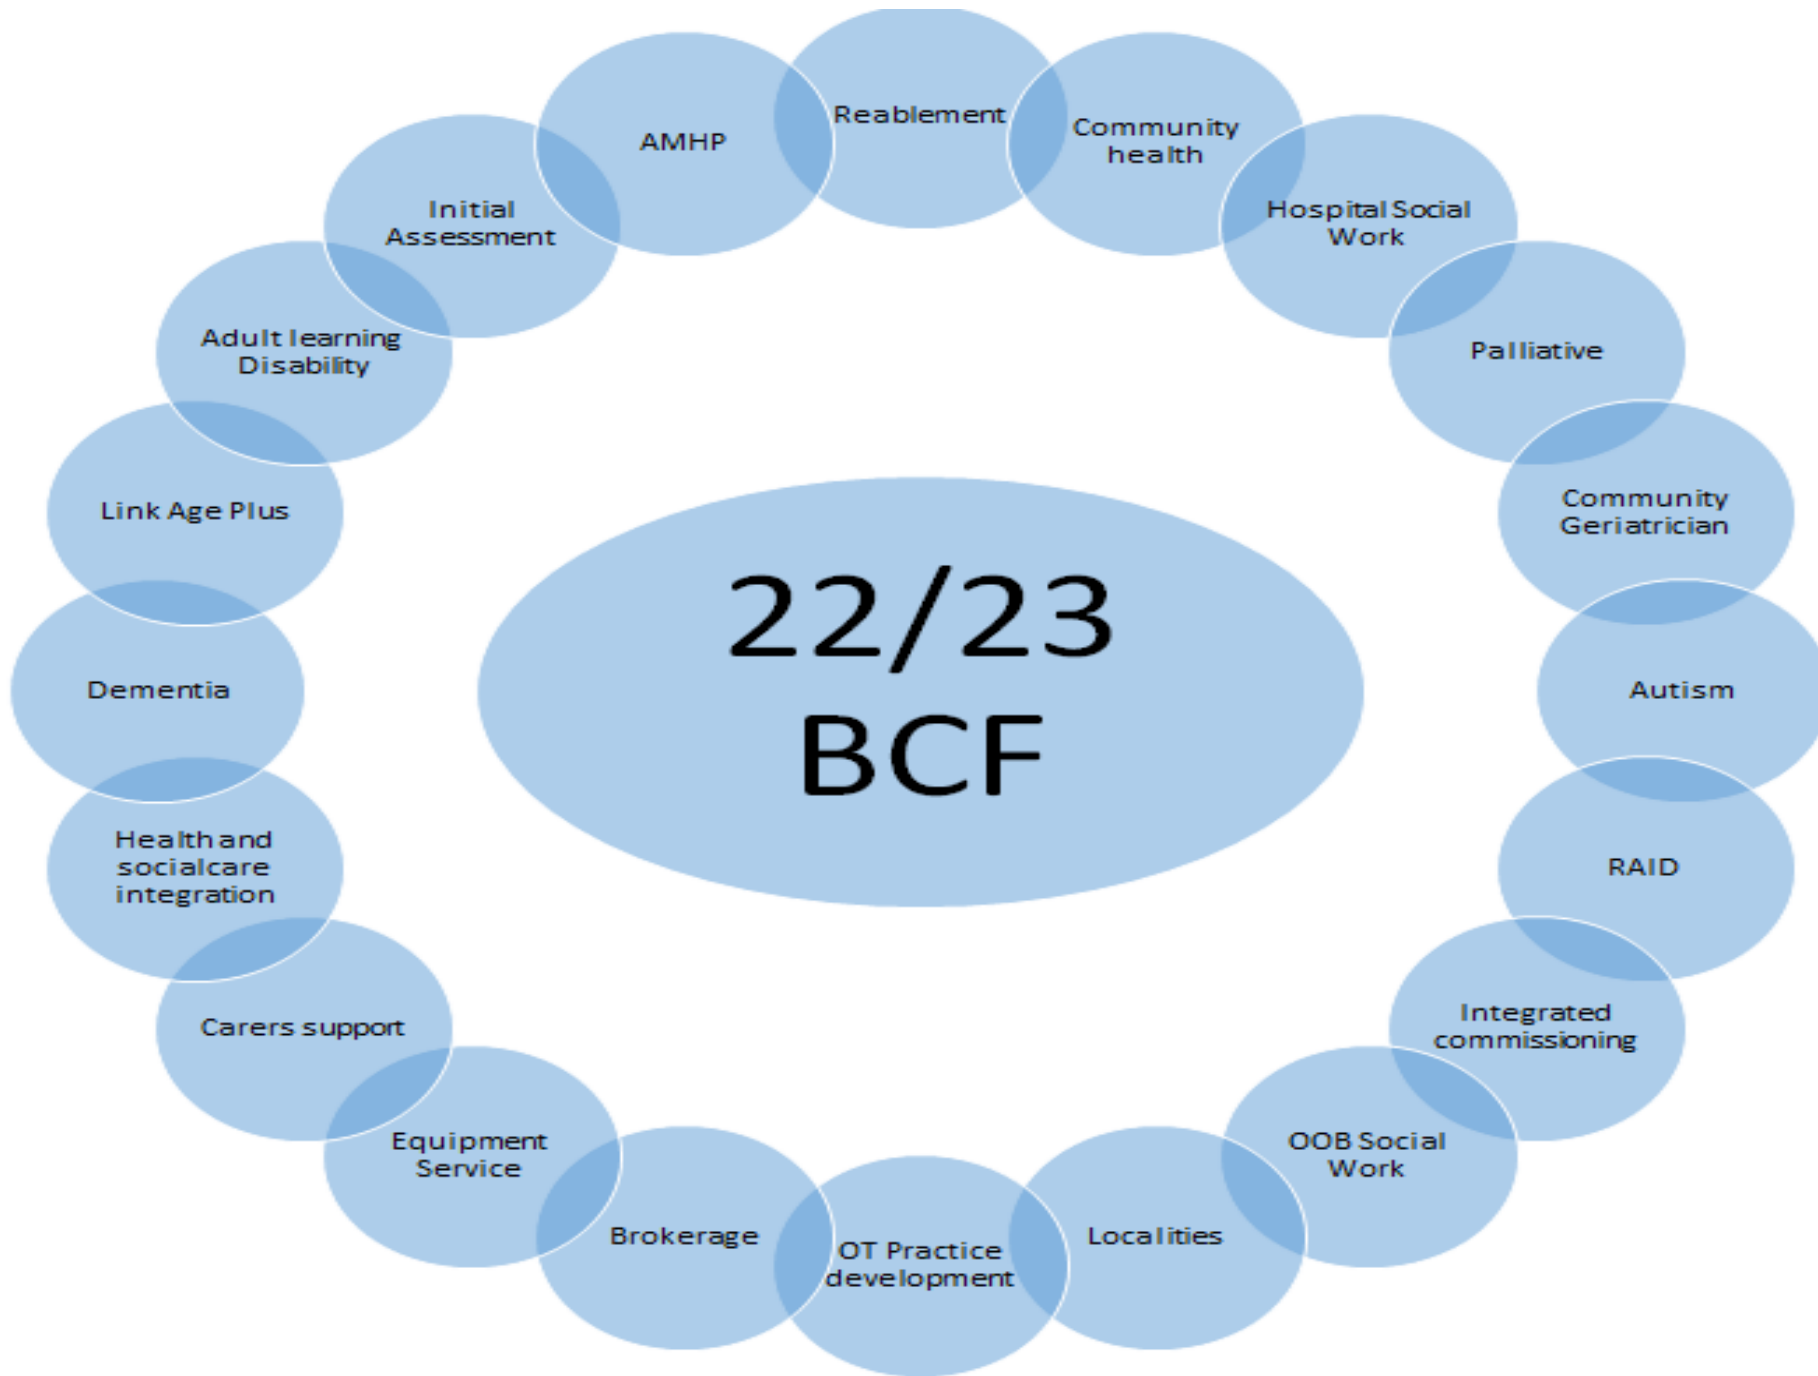 Reablement
Community
health
Hospital Social
Work
Palliative
Community
Geriatrician
Autism
RAID
Integrated
commissioning
OOB Social
Work
Localities
OT Practice
development
Brokerage
Equipment
Service
Carers support
Health and
socialcare
integration
Dementia
Link Age Plus
Adult learning
Disability
Initial
Assessment
AMHP
22/23
BCF